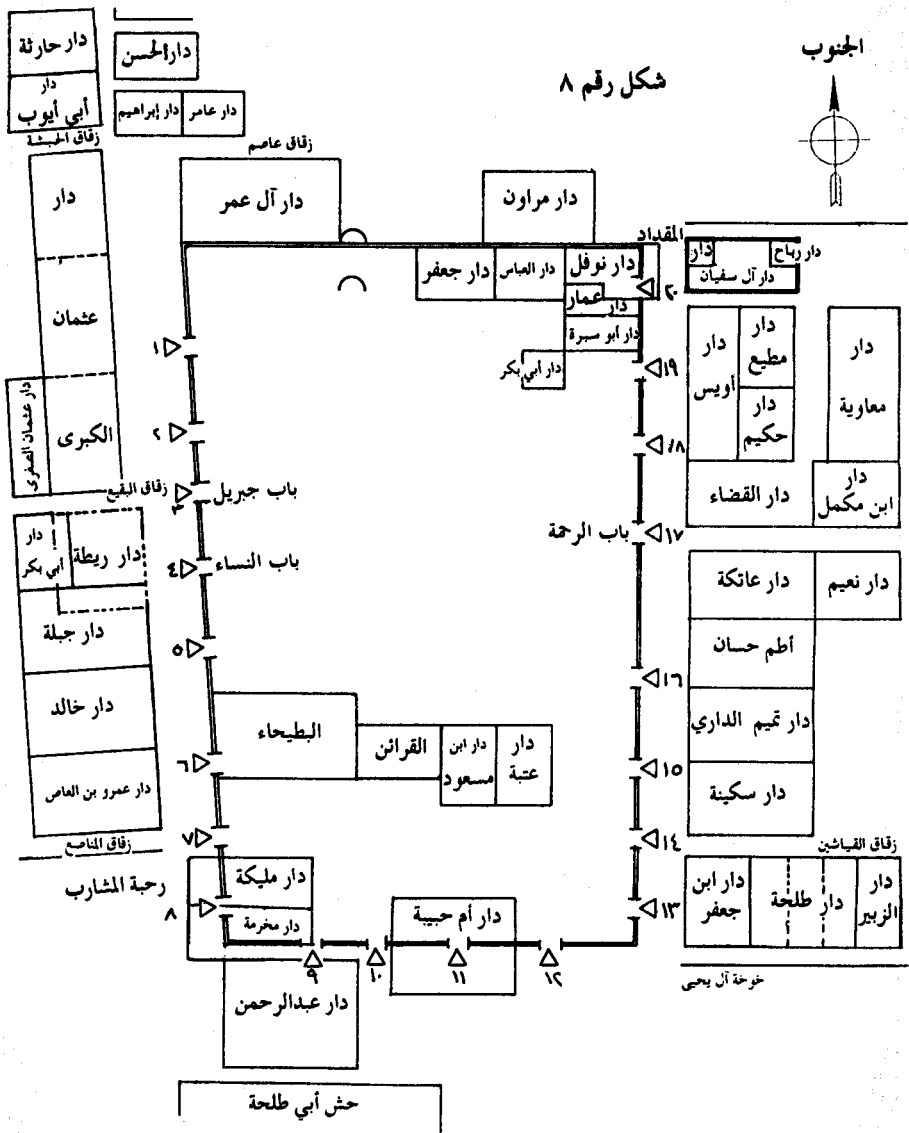 الجنوب
شكل رقم ٨
دار حارثة
دار الحسن
دار
أبي أيوب
دار إبراهيم
دار عامر
زقاق الحبشة
زقاق عاصم
دار آل عمر
دار مراون
المقداد
دار
دار رباح
دار آل سفيان
دار
عثمان
الكبرى
دار عثمان الصغرى
دار جعفر
دار العباس
دار نوفل
دار
عمار
دار أبو سبرة
دار أبي بكر
٢٠
١٩
١٨
١٧
دار
أويس
دار
مطيع
دار
حكيم
دار
معاوية
دار القضاء
دار
ابن مكمل
١
٢
٣
زقاق البقيع
باب جبريل
باب الرحمة
٤
باب النساء
دار
أبي بكر
دار ريطة
دار جبلة
دار خالد
دار عمرو بن العاص
زقاق المناصع
دار عاتكة
دار نعيم
أطم حسان
دار تميم الداري
دار سكينة
زقاق القياشين
٥
٦
٧
٨
١٦
١٥
١٤
١٣
البطيحاء
القرائن
دار ابن
مسعود
دار
عتبة
رحبة المشارب
دار مليكة
دار مخرمة
دار أم حبيبة
دار ابن
جعفر
دار طلحة
دار
الزبير
٩
١٠
١١
١٢
خوخة آل يحيى
دار عبدالرحمن
حش أبي طلحة